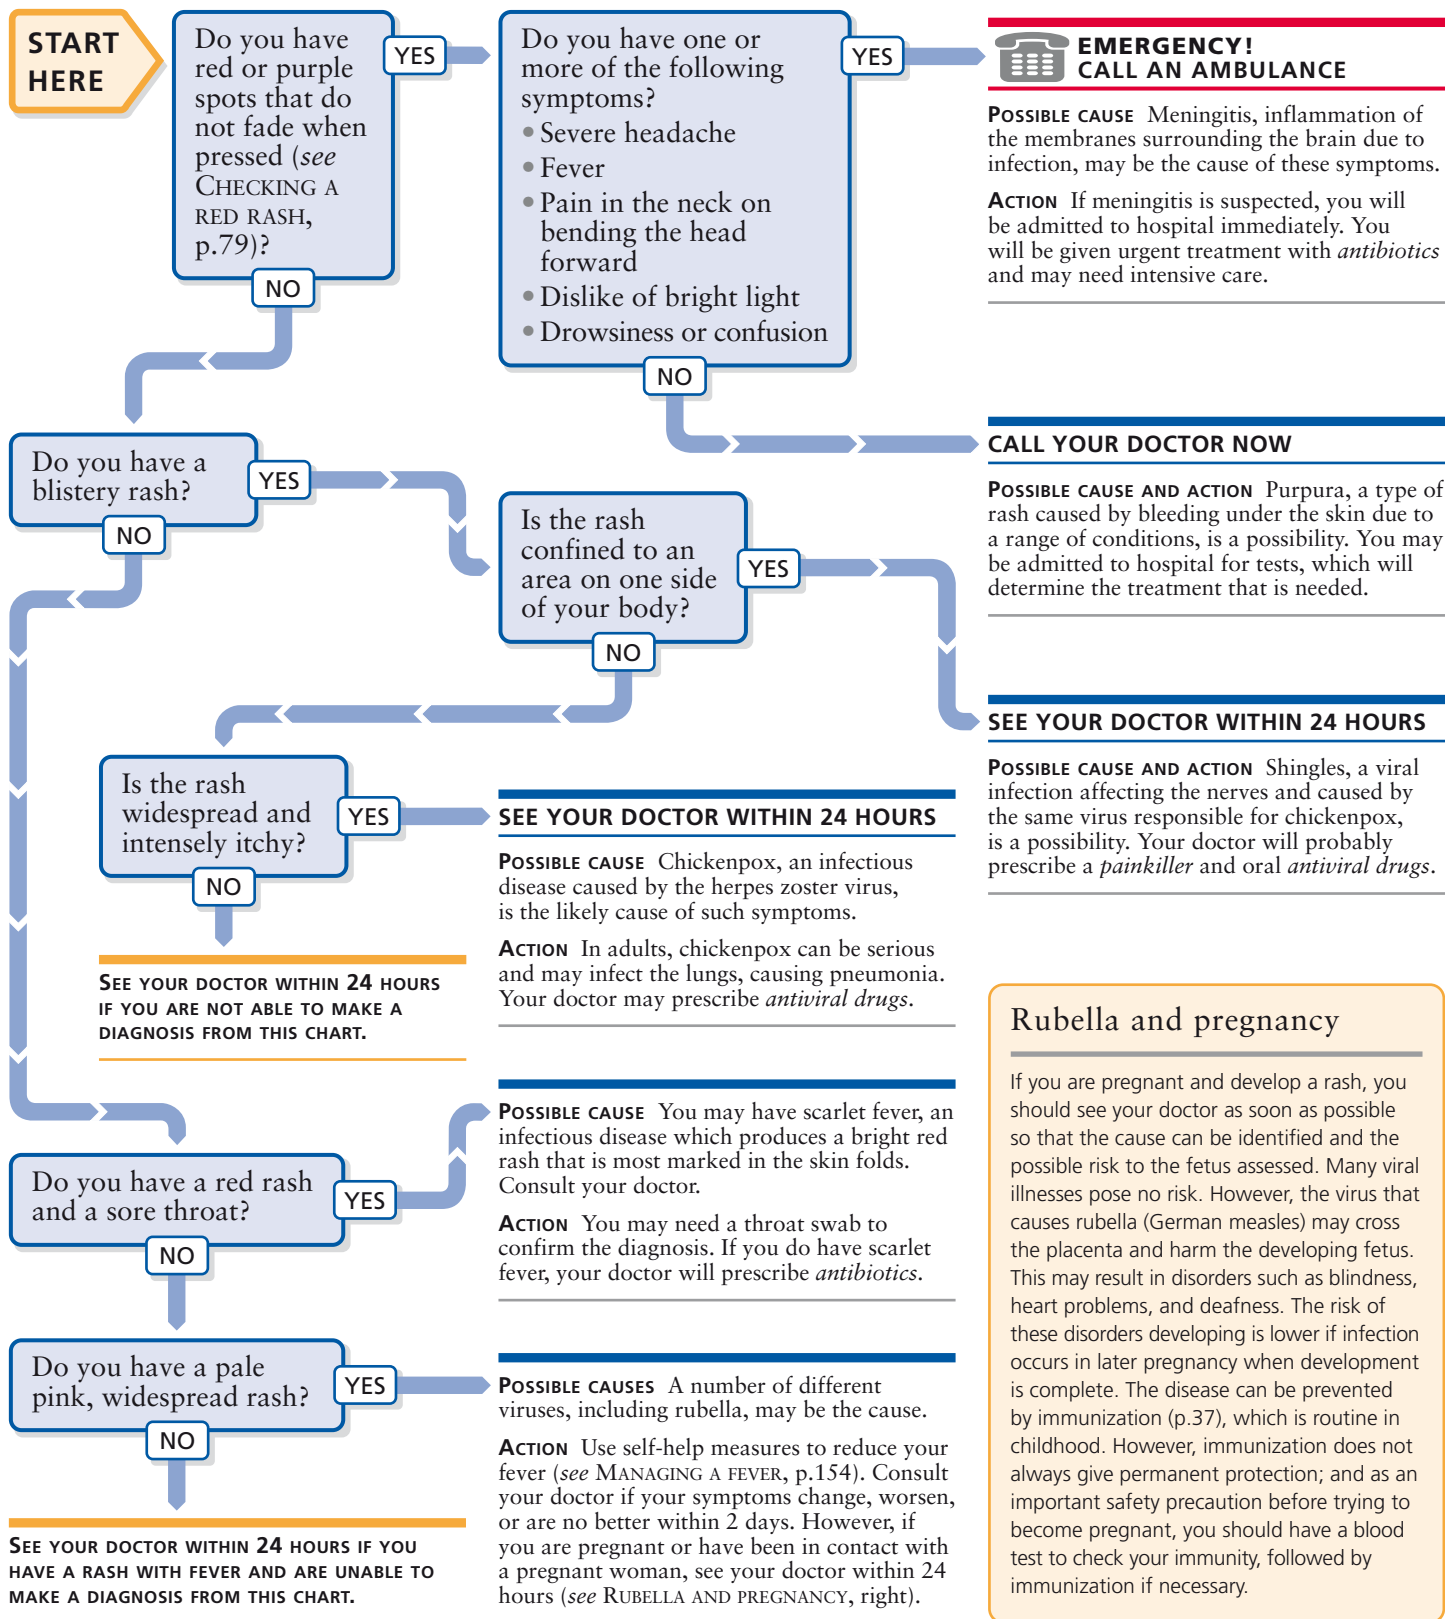 START
HERE
Do you have
red or purple
spots that do
not fade when
pressed (see
CHECKING A
RED RASH,
p.79)?
YES
NO
Do you have one or
more of the following
symptoms?
• Severe headache
• Fever
• Pain in the neck on
bending the head
forward
• Dislike of bright light
• Drowsiness or confusion
YES
NO
EMERGENCY!
CALL AN AMBULANCE
POSSIBLE CAUSE Meningitis, inflammation of
the membranes surrounding the brain due to
infection, may be the cause of these symptoms.
ACTION If meningitis is suspected, you will
be admitted to hospital immediately. You
will be given urgent treatment with antibiotics
and may need intensive care.
CALL YOUR DOCTOR NOW
POSSIBLE CAUSE AND ACTION Purpura, a type of
rash caused by bleeding under the skin due to
a range of conditions, is a possibility. You may
be admitted to hospital for tests, which will
determine the treatment that is needed.
Do you have a
blistery rash?
YES
NO
Is the rash
confined to an
area on one side
of your body?
YES
NO
SEE YOUR DOCTOR WITHIN 24 HOURS
POSSIBLE CAUSE AND ACTION Shingles, a viral
infection affecting the nerves and caused by
the same virus responsible for chickenpox,
is a possibility. Your doctor will probably
prescribe a painkiller and oral antiviral drugs.
Is the rash
widespread and
intensely itchy?
YES
NO
SEE YOUR DOCTOR WITHIN 24 HOURS
POSSIBLE CAUSE Chickenpox, an infectious
disease caused by the herpes zoster virus,
is the likely cause of such symptoms.
ACTION In adults, chickenpox can be serious
and may infect the lungs, causing pneumonia.
Your doctor may prescribe antiviral drugs.
SEE YOUR DOCTOR WITHIN 24 HOURS
IF YOU ARE NOT ABLE TO MAKE A
DIAGNOSIS FROM THIS CHART.
Do you have a red rash
and a sore throat?
YES
NO
POSSIBLE CAUSE You may have scarlet fever, an
infectious disease which produces a bright red
rash that is most marked in the skin folds.
Consult your doctor.
ACTION You may need a throat swab to
confirm the diagnosis. If you do have scarlet
fever, your doctor will prescribe antibiotics.
Do you have a pale
pink, widespread rash?
YES
NO
POSSIBLE CAUSES A number of different
viruses, including rubella, may be the cause.
ACTION Use self-help measures to reduce your
fever (see MANAGING A FEVER, p.154). Consult
your doctor if your symptoms change, worsen,
or are no better within 2 days. However, if
you are pregnant or have been in contact with
a pregnant woman, see your doctor within 24
hours (see RUBELLA AND PREGNANCY, right).
SEE YOUR DOCTOR WITHIN 24 HOURS IF YOU
HAVE A RASH WITH FEVER AND ARE UNABLE TO
MAKE A DIAGNOSIS FROM THIS CHART.
Rubella and pregnancy
If you are pregnant and develop a rash, you
should see your doctor as soon as possible
so that the cause can be identified and the
possible risk to the fetus assessed. Many viral
illnesses pose no risk. However, the virus that
causes rubella (German measles) may cross
the placenta and harm the developing fetus.
This may result in disorders such as blindness,
heart problems, and deafness. The risk of
these disorders developing is lower if infection
occurs in later pregnancy when development
is complete. The disease can be prevented
by immunization (p.37), which is routine in
childhood. However, immunization does not
always give permanent protection; and as an
important safety precaution before trying to
become pregnant, you should have a blood
test to check your immunity, followed by
immunization if necessary.